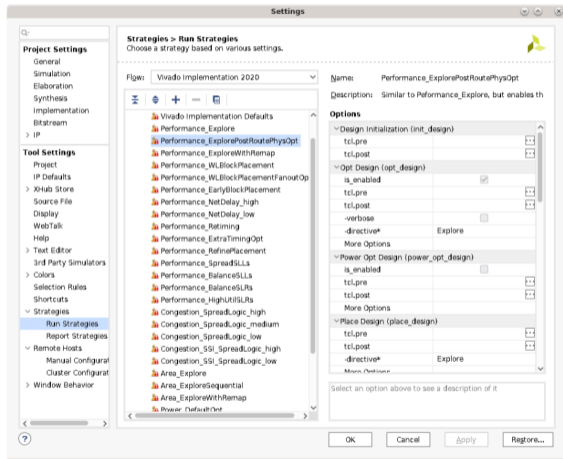 Settings
Q-
Project Settings
General
Simulation
Elaboration
Synthesis
Implementation
Bitstream
> IP
Tool Settings
Project
IP Defaults
> XHub Store
Source File
Display
WebTalk
Help
> Text Editor
3rd Party Simulators
> Colors
Selection Rules
Shortcuts
Strategies
Run Strategies
Report Strategies
Remote Hosts
Manual Configurat
Cluster Configurat
> Window Behavior
Strategies > Run Strategies
Choose a strategy based on various settings.
Flow: Vivado Implementation 2020
Vivado Implementation Defaults
Performance_Explore
Performance_ExplorePostRoutePhysOpt
Performance_ExploreWithRemap
Performance_WLBlockPlacement
Performance_WLBlockPlacementFanoutOp
Performance_EarlyBlockPlacement
Performance_NetDelay_high
Performance_NetDelay_low
Performance_Retiming
Performance_ExtraTimingOpt
Performance_RefinePlacement
Performance_SpreadSLLs
Performance_BalanceSLLs
Performance_BalanceSLRs
Performance_HighUtilSLRs
Congestion_SpreadLogic_high
Congestion_SpreadLogic_medium
Congestion_SpreadLogic_low
Congestion_SSI_SpreadLogic_high
Congestion_SSI_SpreadLogic_low
Area_Explore
Area_ExploreSequential
Area_ExploreWithRemap
Power_DefaultOpt
Name: Performance_ExplorePostRoutePhysOpt
Description: Similar to Peformance_Explore, but enables th
Options
Design Initialization (init_design)
tcl.pre
tcl.post
Opt Design (opt_design)
is_enabled
tcl.pre
tcl.post
-verbose
-directive* Explore
More Options
Power Opt Design (power_opt_design)
is_enabled
tcl.pre
tcl.post
More Options
Place Design (place_design)
tcl.pre
tcl.post
-directive* Explore
More Options
Select an option above to see a description of it
?
OK
Cancel
Apply
Restore...